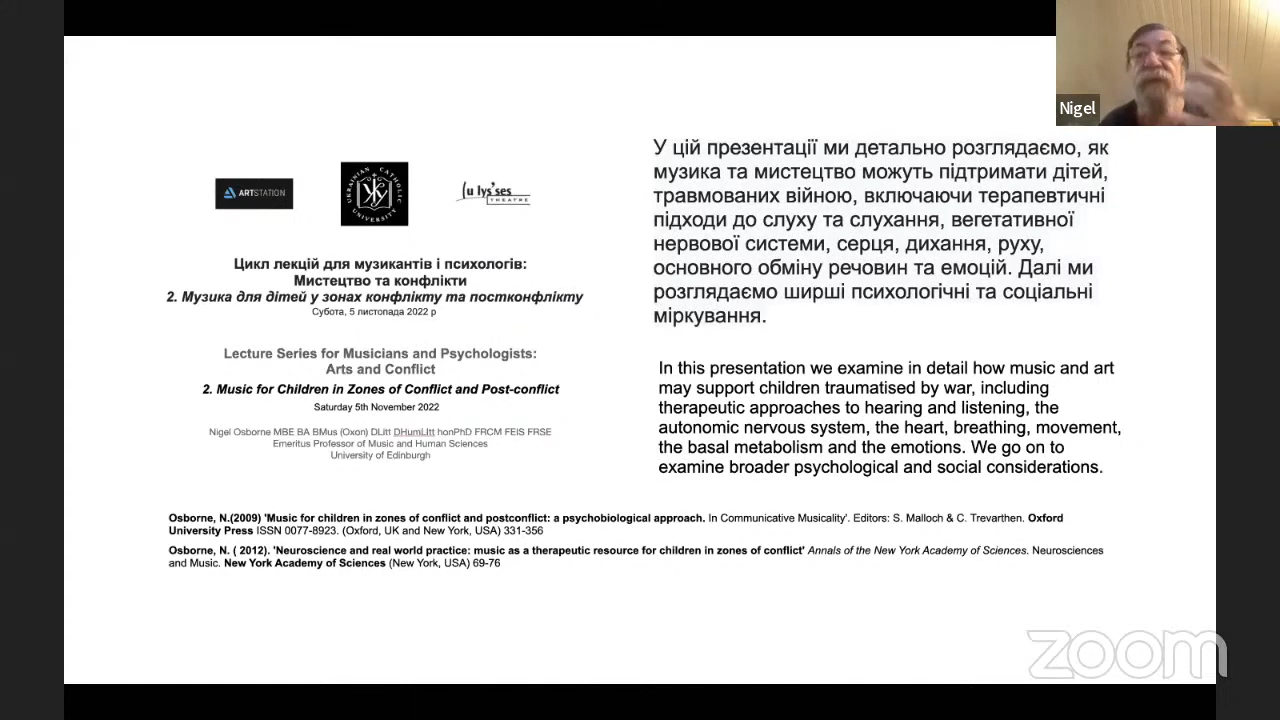 Nigel
ARTSTATION
UKRAINIAN CATHOLIC UNIVERSITY
(u lys'ses
THEATRE
Цикл лекцій для музикантів і психологів:
Мистецтво та конфлікти
2. Музика для дітей у зонах конфлікту та постконфлікту
Субота, 5 листопада 2022 р
Lecture Series for Musicians and Psychologists:
Arts and Conflict
2. Music for Children in Zones of Conflict and Post-conflict
Saturday 5th November 2022
Nigel Osborne MBE BA BMus (Oxon) DLitt DHumLItt honPhD FRCM FEIS FRSE
Emeritus Professor of Music and Human Sciences
University of Edinburgh
У цій презентації ми детально розглядаємо, як
музика та мистецтво можуть підтримати дітей,
травмованих війною, включаючи терапевтичні
підходи до слуху та слухання, вегетативної
нервової системи, серця, дихання, руху,
основного обміну речовин та емоцій. Далі ми
розглядаємо ширші психологічні та соціальні
міркування.
In this presentation we examine in detail how music and art
may support children traumatised by war, including
therapeutic approaches to hearing and listening, the
autonomic nervous system, the heart, breathing, movement,
the basal metabolism and the emotions. We go on to
examine broader psychological and social considerations.
Osborne, N.(2009) 'Music for children in zones of conflict and postconflict: a psychobiological approach. In Communicative Musicality'. Editors: S. Malloch & C. Trevarthen. Oxford
University Press ISSN 0077-8923. (Oxford, UK and New York, USA) 331-356
Osborne, N. ( 2012). 'Neuroscience and real world practice: music as a therapeutic resource for children in zones of conflict' Annals of the New York Academy of Sciences. Neurosciences
and Music. New York Academy of Sciences (New York, USA) 69-76
zoom